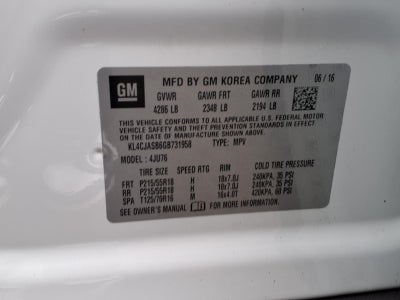 GM
MFD BY GM KOREA COMPANY 06/16
GVWR GAWR FRT GAWR RR
4286 LB 2348 LB 2194 LB
THIS VEHICLE CONFORMS TO ALL APPLICABLE U.S. FEDERAL MOTOR
VEHICLE SAFETY, BUMPER, AND THEFT PREVENTION STANDARDS IN
EFFECT ON THE DATE OF MANUFACTURE SHOWN ABOVE.
KL4CJASB6GB731958 TYPE: MPV
MODEL: 4JU76
TIRE SIZE SPEED RTG RIM COLD TIRE PRESSURE
FRT P215/55R18 H 18x7.0J 240KPA, 35 PSI
RR P215/55R18 H 18x7.0J 240KPA, 35 PSI
SPA T125/70R16 M 16x4.0T 420KPA, 60 PSI
SEE OWNER'S MANUAL FOR MORE INFORMATION